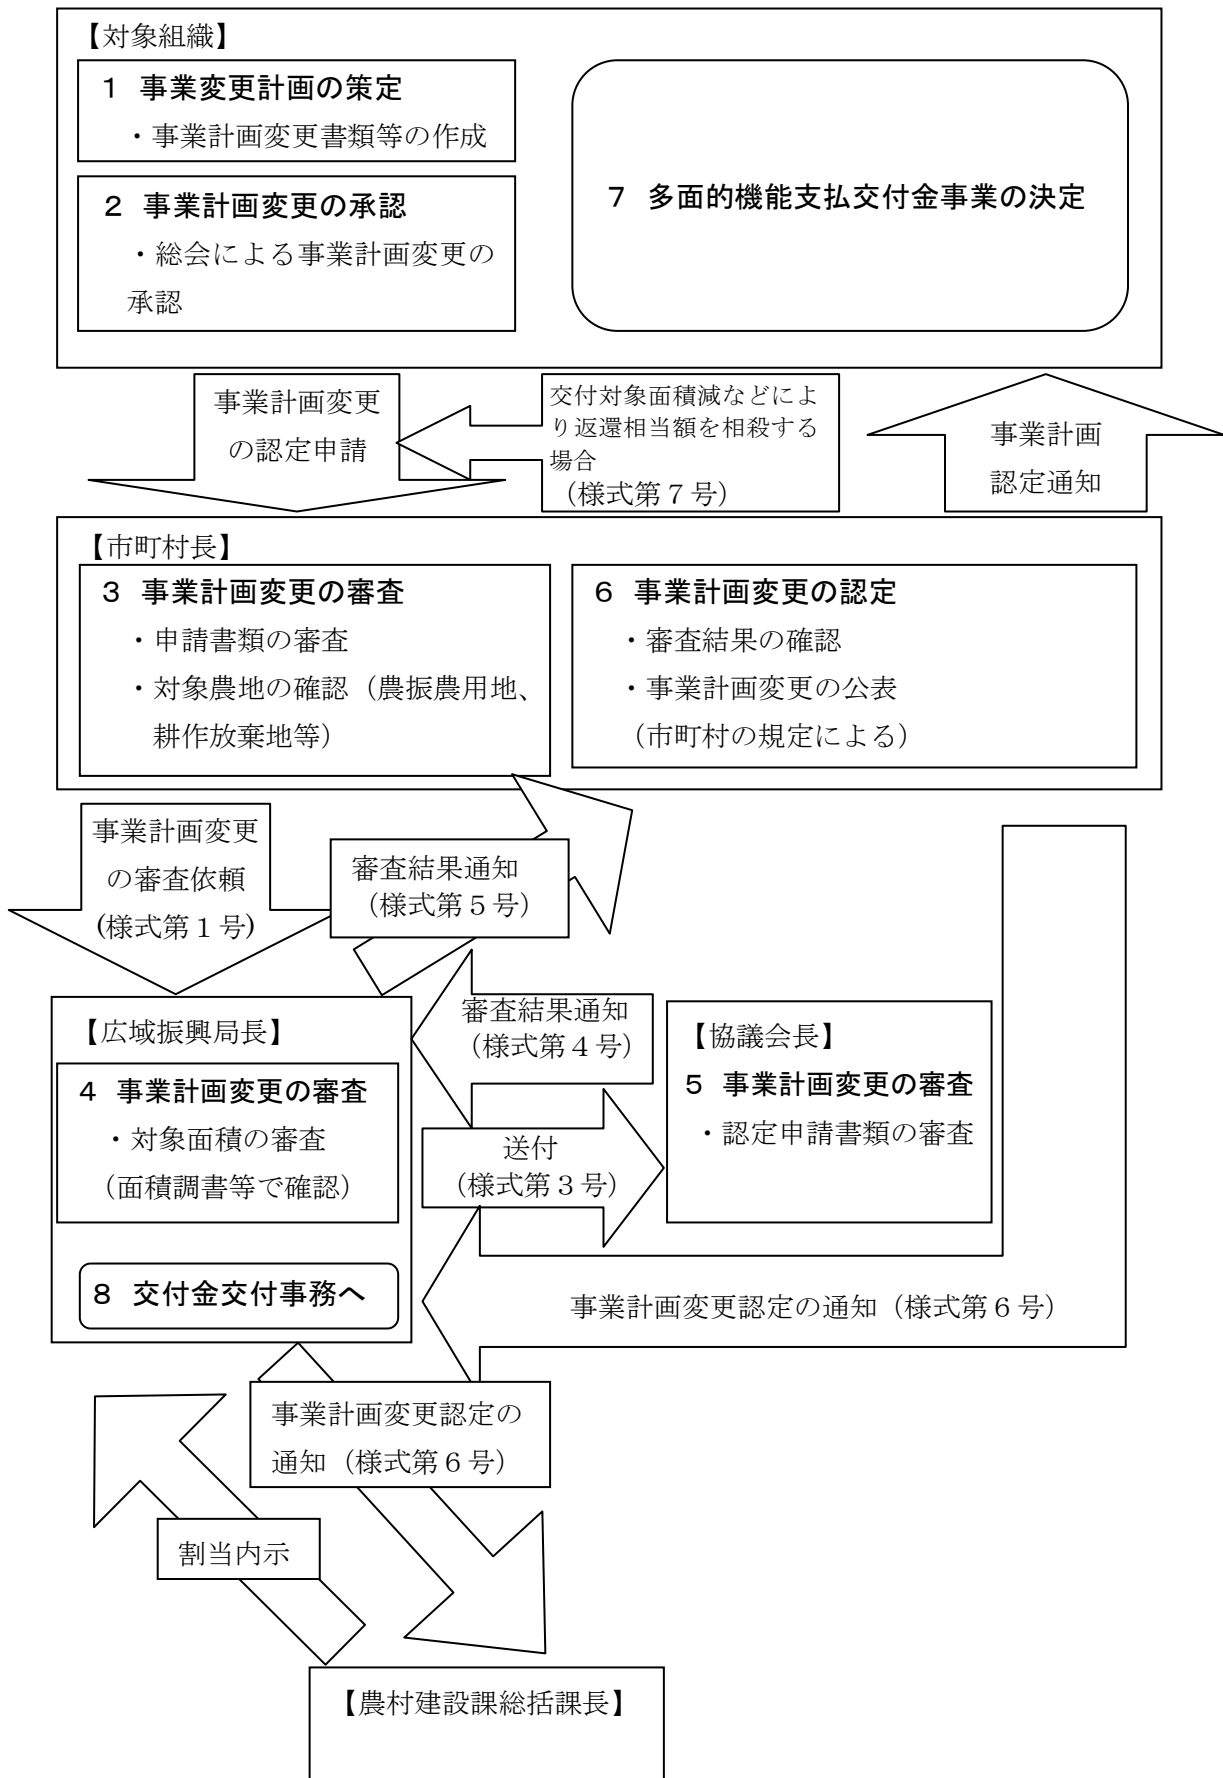 【対象組織】
１ 事業変更計画の策定
・事業計画変更書類等の作成
２ 事業計画変更の承認
・総会による事業計画変更の
承認
７ 多面的機能支払交付金事業の決定
事業計画変更
の認定申請
交付対象面積減などによ
り返還相当額を相殺する
場合
（様式第７号）
事業計画
認定通知
【市町村長】
３ 事業計画変更の審査
・申請書類の審査
・対象農地の確認（農振農用地、
耕作放棄地等）
６ 事業計画変更の認定
・審査結果の確認
・事業計画変更の公表
（市町村の規定による）
事業計画変更
の審査依頼
(様式第１号)
審査結果通知
（様式第５号）
【広域振興局長】
４ 事業計画変更の審査
・対象面積の審査
（面積調書等で確認）
８ 交付金交付事務へ
審査結果通知
（様式第４号）
送付
（様式第３号）
【協議会長】
５ 事業計画変更の審査
・認定申請書類の審査
事業計画変更認定の通知（様式第６号）
事業計画変更認定の
通知（様式第６号）
割当内示
【農村建設課総括課長】